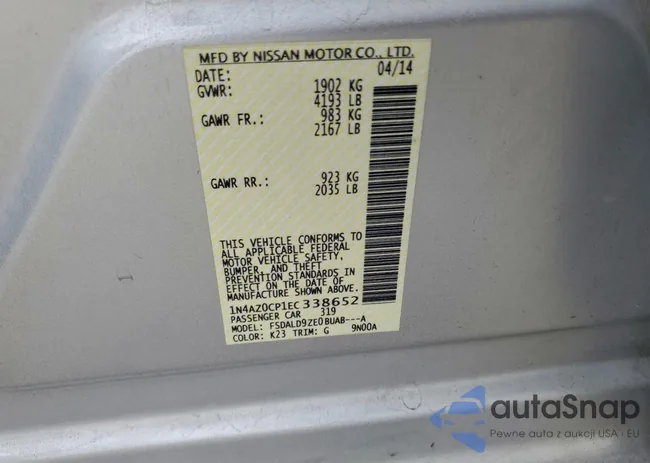 MFD BY NISSAN MOTOR CO., LTD.
DATE: 04/14
GVWR: 1902 KG
4193 LB
GAWR FR.: 983 KG
2167 LB
GAWR RR.: 923 KG
2035 LB
THIS VEHICLE CONFORMS TO
ALL APPLICABLE FEDERAL
MOTOR VEHICLE SAFETY,
BUMPER, AND THEFT
PREVENTION STANDARDS IN
EFFECT ON THE DATE OF
MANUFACTURE SHOWN ABOVE.
1N4AZ0CP1EC338652
PASSENGER CAR 319
MODEL: FSDALD9ZE0BUAB---A
COLOR: K23 TRIM: G 9N00A
autaSnap
Pewne auta z aukcji USA i EU